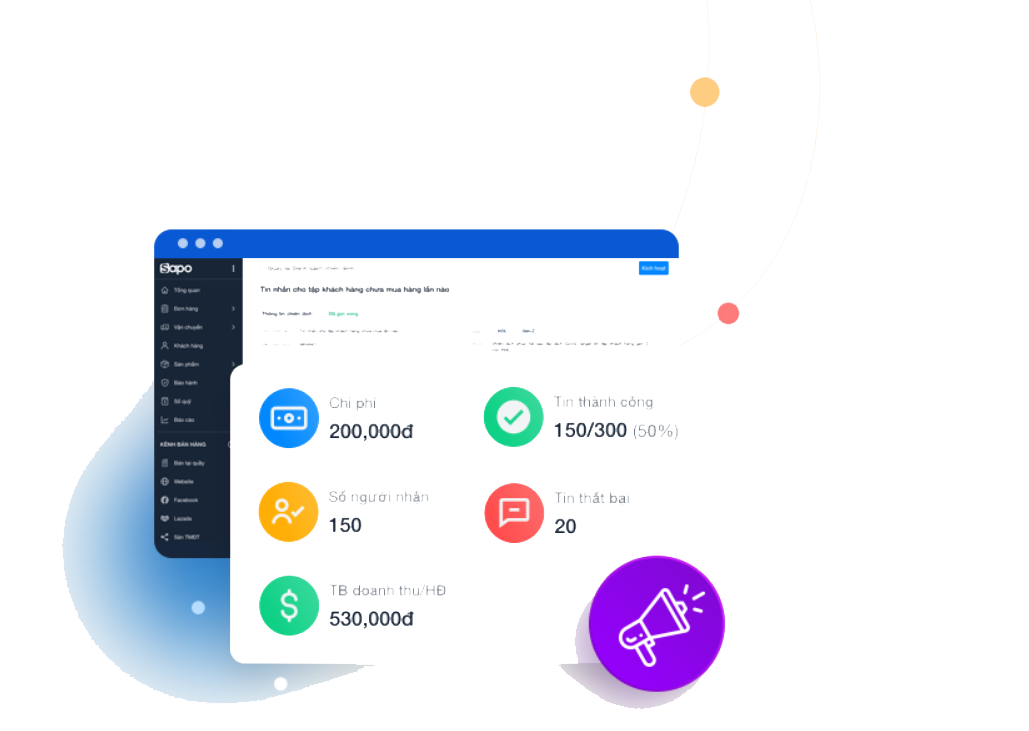 Sapo
Tổng quan
Đơn hàng
Vận chuyển
Khách hàng
Sản phẩm
Bảo hành
Sổ quỹ
Báo cáo
KÊNH BÁN HÀNG
Bán tại quầy
Website
Facebook
Lazada
Sàn TMĐT
Kích hoạt
Tin nhắn cho tập khách hàng chưa mua hàng lần nào
Thông tin chiến dịch
Đã gửi xong
Chi phí
200,000đ
Tin thành công
150/300 (50%)
Số người nhận
150
Tin thất bại
20
TB doanh thu/HĐ
530,000đ